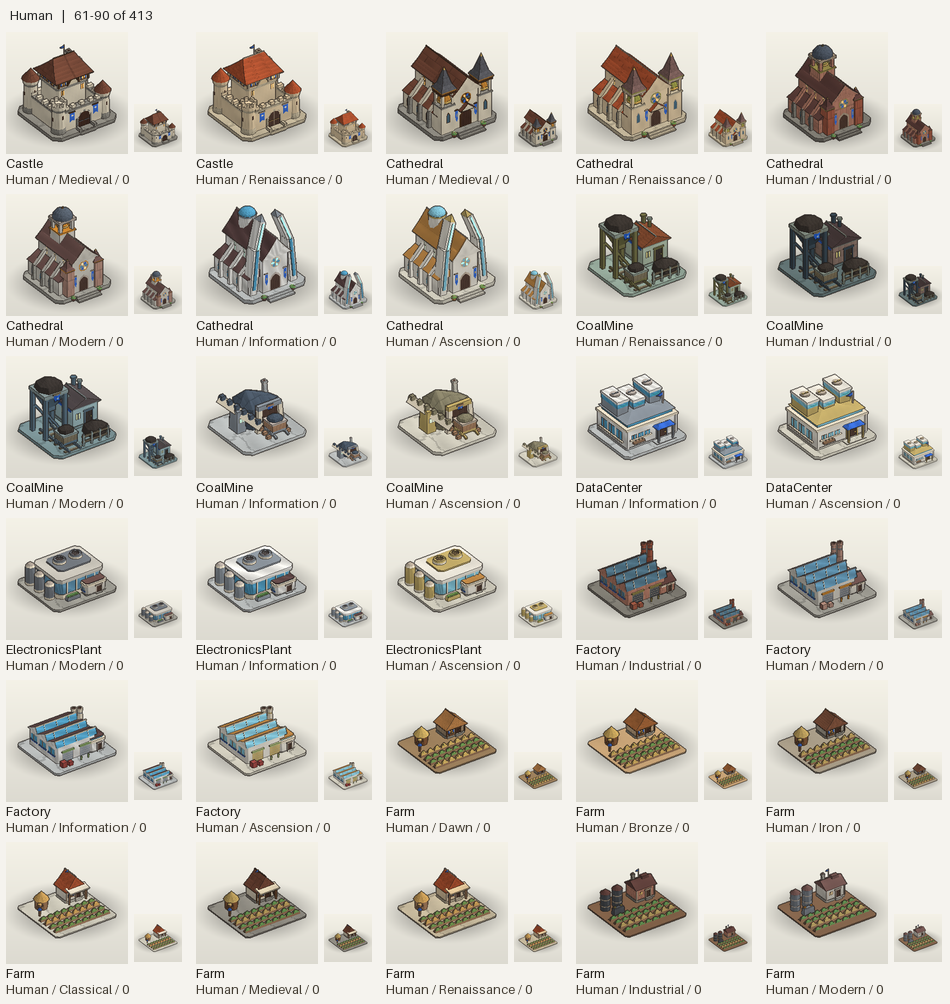 Human | 61-90 of 413
Castle
Human / Medieval / 0
Castle
Human / Renaissance / 0
Cathedral
Human / Medieval / 0
Cathedral
Human / Renaissance / 0
Cathedral
Human / Industrial / 0
Cathedral
Human / Modern / 0
Cathedral
Human / Information / 0
Cathedral
Human / Ascension / 0
CoalMine
Human / Renaissance / 0
CoalMine
Human / Industrial / 0
CoalMine
Human / Modern / 0
CoalMine
Human / Information / 0
CoalMine
Human / Ascension / 0
DataCenter
Human / Information / 0
DataCenter
Human / Ascension / 0
ElectronicsPlant
Human / Modern / 0
ElectronicsPlant
Human / Information / 0
ElectronicsPlant
Human / Ascension / 0
Factory
Human / Industrial / 0
Factory
Human / Modern / 0
Factory
Human / Information / 0
Factory
Human / Ascension / 0
Farm
Human / Dawn / 0
Farm
Human / Bronze / 0
Farm
Human / Iron / 0
Farm
Human / Classical / 0
Farm
Human / Medieval / 0
Farm
Human / Renaissance / 0
Farm
Human / Industrial / 0
Farm
Human / Modern / 0